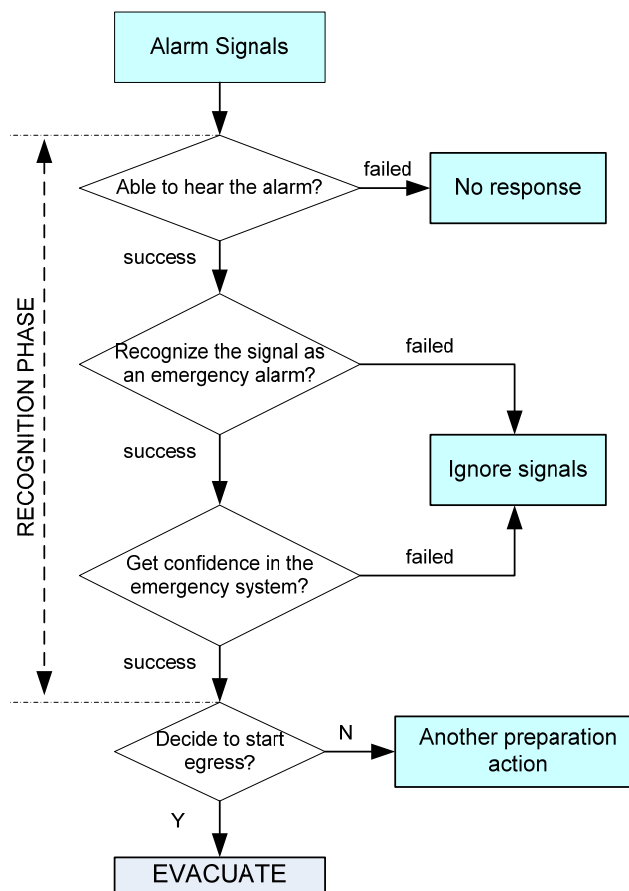 Alarm Signals
Able to hear the alarm?
failed
No response
success
Recognize the signal as
an emergency alarm?
failed
RECOGNITION PHASE
success
Ignore signals
Get confidence in the
emergency system?
failed
success
Decide to start
egress?
N
Another preparation
action
Y
EVACUATE